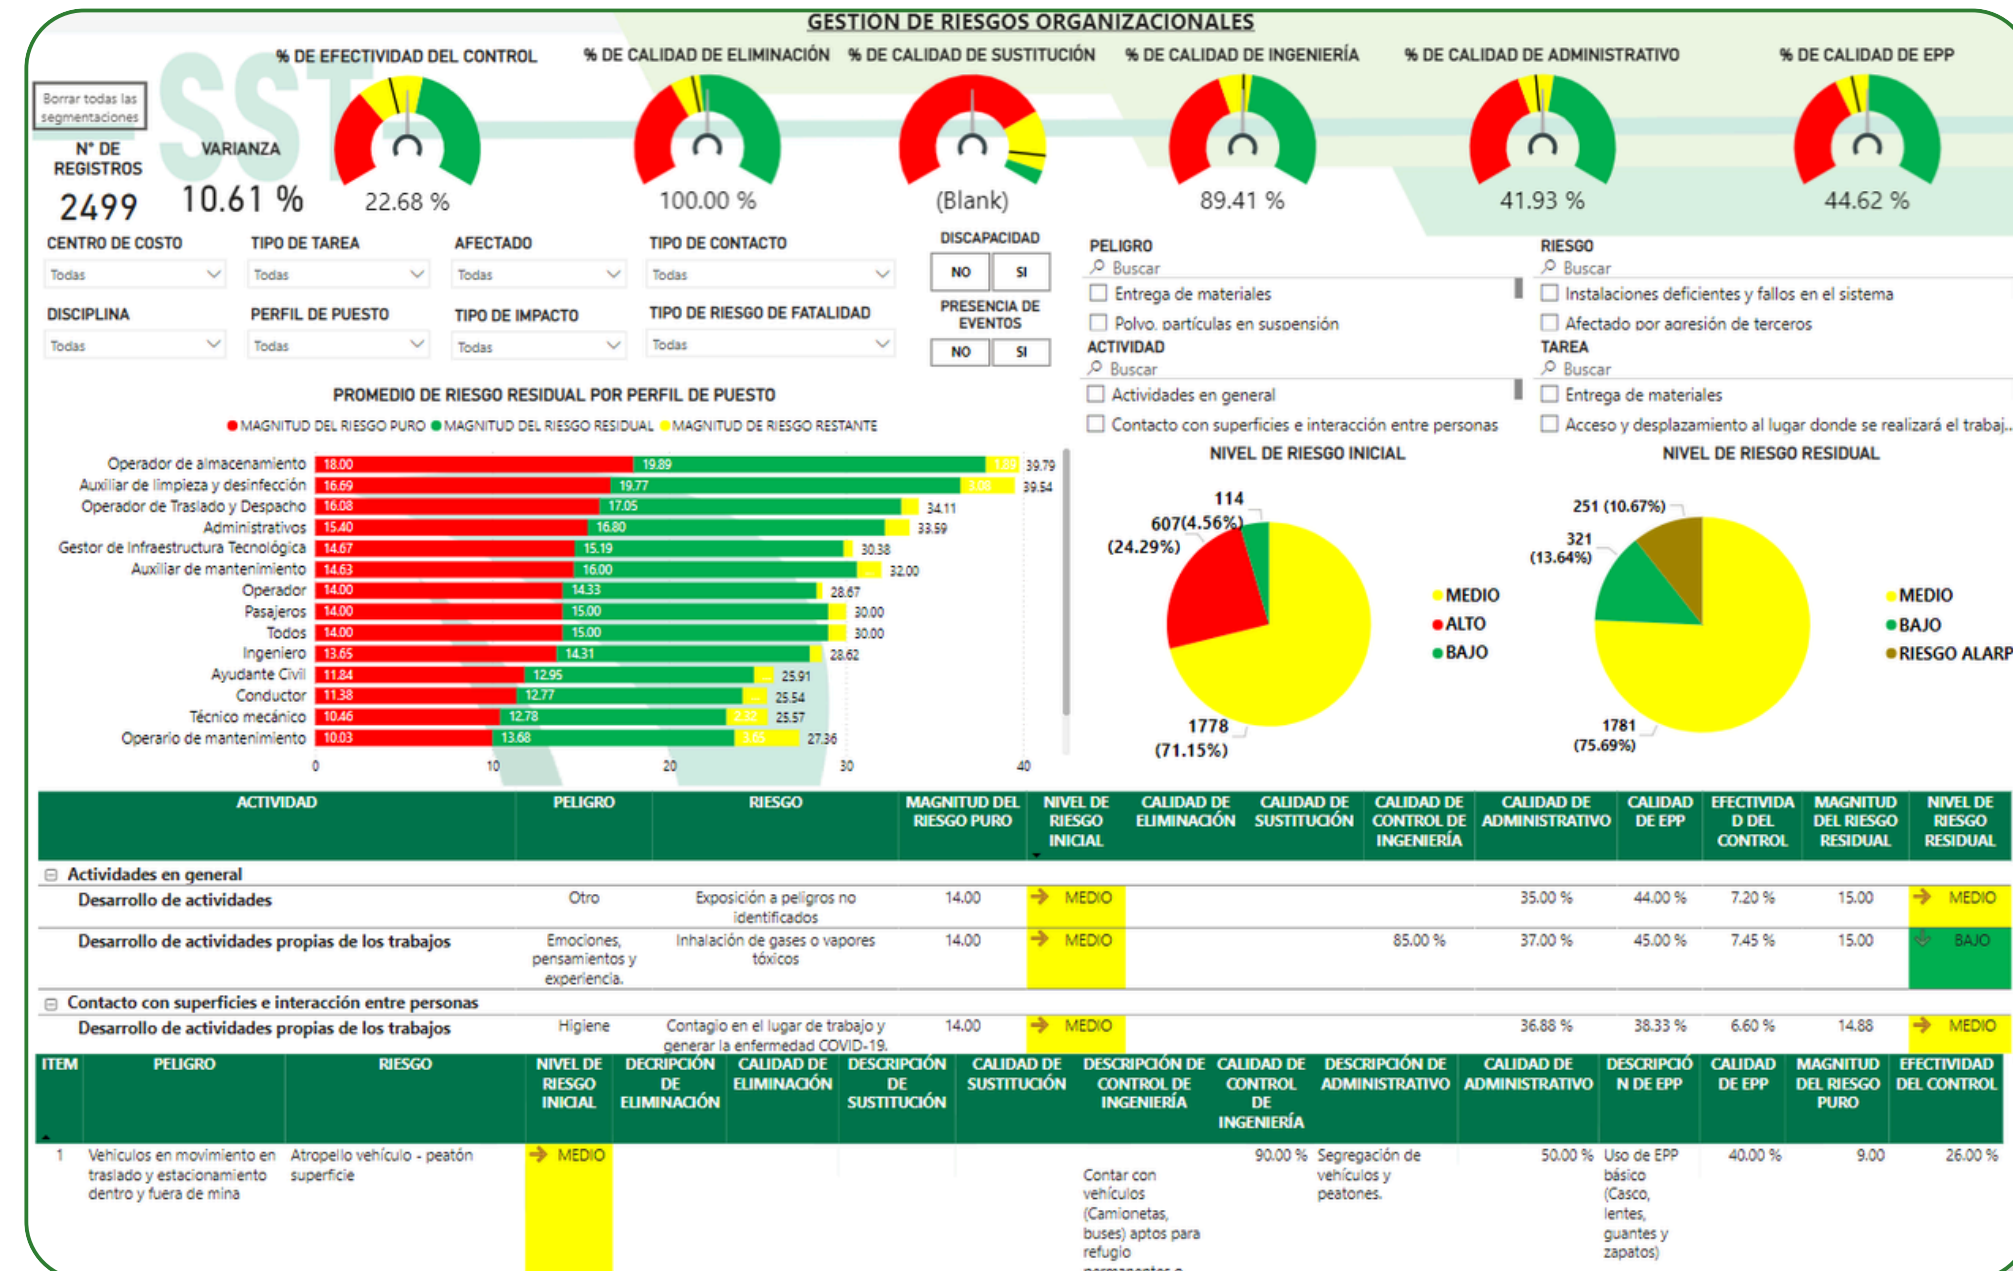 GESTIÓN DE RIESGOS ORGANIZACIONALES
SST
Borrar todas las
segmentaciones
N° DE
REGISTROS
2499
VARIANZA
10.61 %
% DE EFECTIVIDAD DEL CONTROL
22.68 %
% DE CALIDAD DE ELIMINACIÓN
100.00 %
% DE CALIDAD DE SUSTITUCIÓN
(Blank)
% DE CALIDAD DE INGENIERÍA
89.41 %
% DE CALIDAD DE ADMINISTRATIVO
41.93 %
% DE CALIDAD DE EPP
44.62 %
CENTRO DE COSTO
Todas
TIPO DE TAREA
Todas
AFECTADO
Todas
TIPO DE CONTACTO
Todas
DISCAPACIDAD
NO SI
DISCIPLINA
Todas
PERFIL DE PUESTO
Todas
TIPO DE IMPACTO
Todas
TIPO DE RIESGO DE FATALIDAD
Todas
PRESENCIA DE
EVENTOS
NO SI
PELIGRO
Buscar
Entrega de materiales
Polvo, partículas en suspensión
RIESGO
Buscar
Instalaciones deficientes y fallos en el sistema
Afectado por agresión de terceros
ACTIVIDAD
Buscar
Actividades en general
Contacto con superficies e interacción entre personas
TAREA
Buscar
Entrega de materiales
Acceso y desplazamiento al lugar donde se realizará el trabaj...
PROMEDIO DE RIESGO RESIDUAL POR PERFIL DE PUESTO
MAGNITUD DEL RIESGO PURO MAGNITUD DEL RIESGO RESIDUAL MAGNITUD DE RIESGO RESTANTE
Operador de almacenamiento 18.00 19.89 1.89 39.79
Auxiliar de limpieza y desinfección 16.69 19.77 3.08 39.54
Operador de Traslado y Despacho 16.08 17.05 34.11
Administrativos 15.40 16.80 33.59
Gestor de Infraestructura Tecnológica 14.67 15.19 30.38
Auxiliar de mantenimiento 14.63 16.00 ... 32.00
Operador 14.00 14.33 28.67
Pasajeros 14.00 15.00 30.00
Todos 14.00 15.00 30.00
Ingeniero 13.65 14.31 28.62
Ayudante Civil 11.84 12.95 ... 25.91
Conductor 11.38 12.77 ... 25.54
Técnico mecánico 10.46 12.78 2.32 25.57
Operario de mantenimiento 10.03 13.68 3.65 27.36
0 10 20 30 40
NIVEL DE RIESGO INICIAL
114
(4.56%)
607
(24.29%)
1778
(71.15%)
MEDIO
ALTO
BAJO
NIVEL DE RIESGO RESIDUAL
251 (10.67%)
321
(13.64%)
1781
(75.69%)
MEDIO
BAJO
RIESGO ALARP
ACTIVIDAD
PELIGRO
RIESGO
MAGNITUD DEL
RIESGO PURO
NIVEL DE
RIESGO
INICIAL
CALIDAD DE
ELIMINACIÓN
CALIDAD DE
SUSTITUCIÓN
CALIDAD DE
CONTROL DE
INGENIERÍA
CALIDAD DE
ADMINISTRATIVO
CALIDAD
DE EPP
EFECTIVIDA
D DEL
CONTROL
MAGNITUD
DEL RIESGO
RESIDUAL
NIVEL DE
RIESGO
RESIDUAL
Actividades en general
Desarrollo de actividades
Otro
Exposición a peligros no
identificados
14.00 MEDIO 35.00 % 44.00 % 7.20 % 15.00 MEDIO
Desarrollo de actividades propias de los trabajos
Emociones,
pensamientos y
experiencia.
Inhalación de gases o vapores
tóxicos
14.00 MEDIO 85.00 % 37.00 % 45.00 % 7.45 % 15.00 BAJO
Contacto con superficies e interacción entre personas
Desarrollo de actividades propias de los trabajos
Higiene
Contagio en el lugar de trabajo y
generar la enfermedad COVID-19.
14.00 MEDIO 36.88 % 38.33 % 6.60 % 14.88 MEDIO
ITEM
PELIGRO
RIESGO
NIVEL DE
RIESGO
INICIAL
DECRIPCIÓN
DE
ELIMINACIÓN
CALIDAD DE
ELIMINACIÓN
DESCRIPCIÓN
DE
SUSTITUCIÓN
CALIDAD DE
SUSTITUCIÓN
DESCRIPCIÓN DE
CONTROL DE
INGENIERÍA
CALIDAD DE
CONTROL
DE
INGENIERÍA
DESCRIPCIÓN DE
ADMINISTRATIVO
CALIDAD DE
ADMINISTRATIVO
DESCRIPCIÓ
N DE EPP
CALIDAD
DE EPP
MAGNITUD
DEL RIESGO
PURO
EFECTIVIDAD
DEL CONTROL
1
Vehiculos en movimiento en
traslado y estacionamiento
dentro y fuera de mina
Atropello vehículo - peatón
superficie
MEDIO
Contar con
vehículos
(Camionetas,
buses) aptos para
refugio
90.00 %
Segregación de
vehículos y
peatones.
50.00 %
Uso de EPP
básico
(Casco,
lentes,
guantes y
zapatos)
40.00 %
9.00
26.00 %